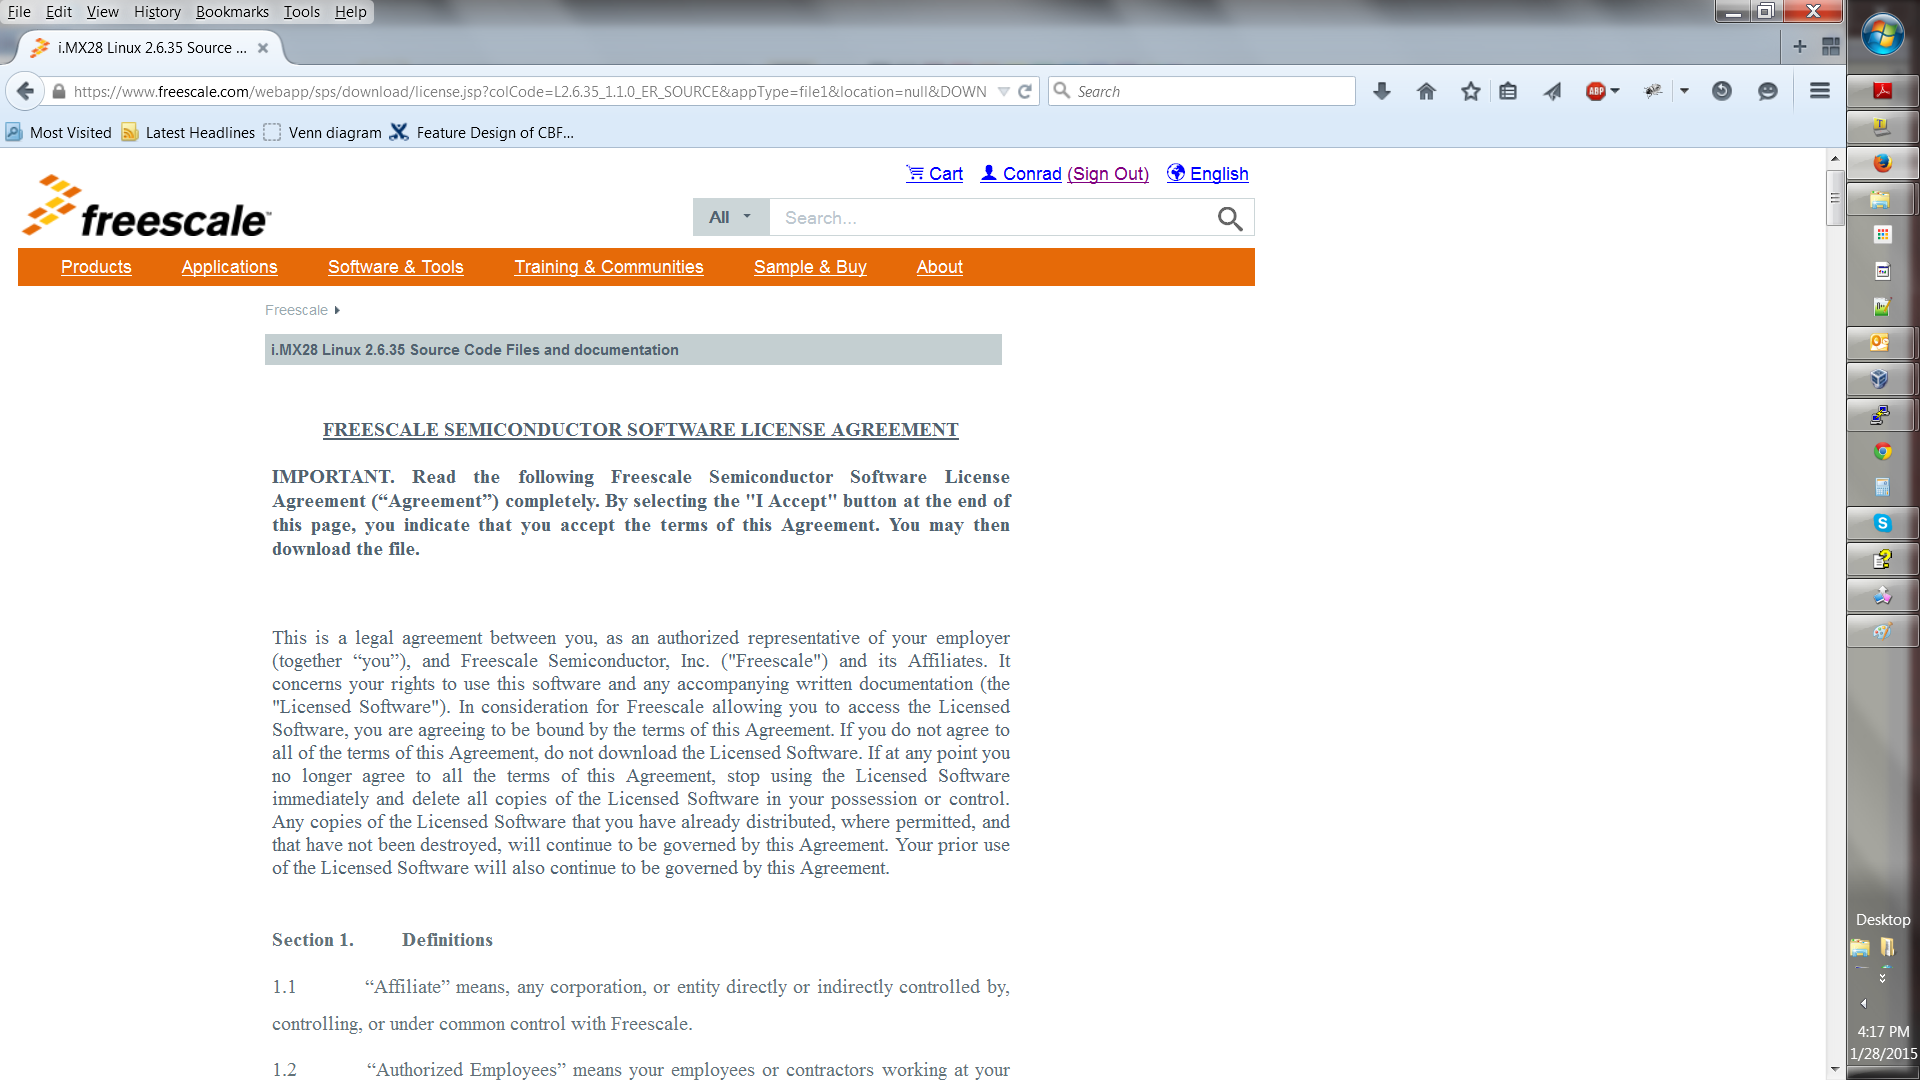 File Edit View History Bookmarks Tools Help
i.MX28 Linux 2.6.35 Source ...
https://www.freescale.com/webapp/sps/download/license.jsp?colCode=L2.6.35_1.1.0_ER_SOURCE&appType=file1&location=null&DOWN
Search
ABP
Most Visited Latest Headlines Venn diagram Feature Design of CBF...
Cart Conrad (Sign Out) English
freescale™
All Search...
Products Applications Software & Tools Training & Communities Sample & Buy About
Freescale
i.MX28 Linux 2.6.35 Source Code Files and documentation
FREESCALE SEMICONDUCTOR SOFTWARE LICENSE AGREEMENT
IMPORTANT. Read the following Freescale Semiconductor Software License
Agreement (“Agreement”) completely. By selecting the "I Accept" button at the end of
this page, you indicate that you accept the terms of this Agreement. You may then
download the file.
This is a legal agreement between you, as an authorized representative of your employer
(together “you”), and Freescale Semiconductor, Inc. ("Freescale") and its Affiliates. It
concerns your rights to use this software and any accompanying written documentation (the
"Licensed Software"). In consideration for Freescale allowing you to access the Licensed
Software, you are agreeing to be bound by the terms of this Agreement. If you do not agree to
all of the terms of this Agreement, do not download the Licensed Software. If at any point you
no longer agree to all the terms of this Agreement, stop using the Licensed Software
immediately and delete all copies of the Licensed Software in your possession or control.
Any copies of the Licensed Software that you have already distributed, where permitted, and
that have not been destroyed, will continue to be governed by this Agreement. Your prior use
of the Licensed Software will also continue to be governed by this Agreement.
Section 1. Definitions
1.1 “Affiliate” means, any corporation, or entity directly or indirectly controlled by,
controlling, or under common control with Freescale.
1.2 “Authorized Employees” means your employees or contractors working at your
Desktop
4:17 PM
1/28/2015